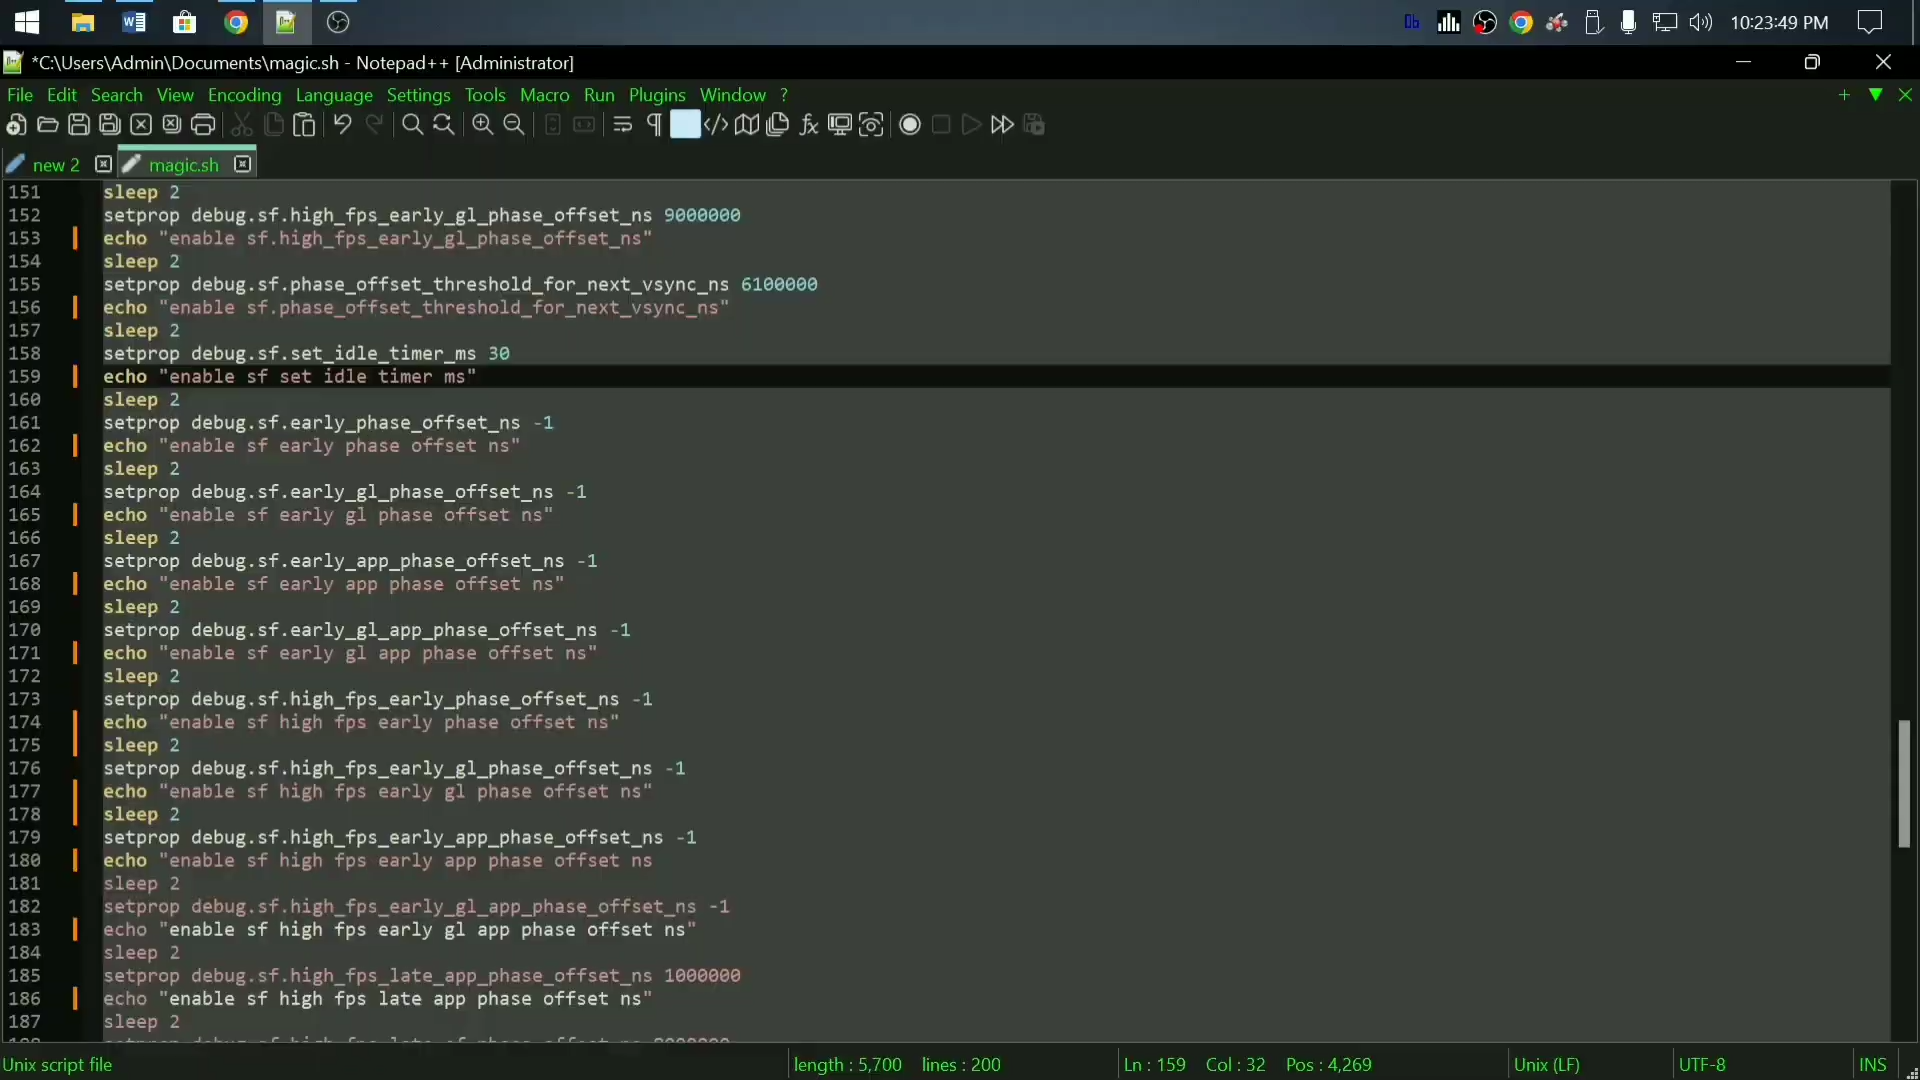 10:23:49 PM
*C:\Users\Admin\Documents\magic.sh - Notepad++ [Administrator]
File Edit Search View Encoding Language Settings Tools Macro Run Plugins Window ?
new 2 magic.sh
151 sleep 2
152 setprop debug.sf.high_fps_early_gl_phase_offset_ns 9000000
153 echo "enable sf.high_fps_early_gl_phase_offset_ns"
154 sleep 2
155 setprop debug.sf.phase_offset_threshold_for_next_vsync_ns 6100000
156 echo "enable sf.phase_offset_threshold_for_next_vsync_ns"
157 sleep 2
158 setprop debug.sf.set_idle_timer_ms 30
159 echo "enable sf set idle timer ms"
160 sleep 2
161 setprop debug.sf.early_phase_offset_ns -1
162 echo "enable sf early phase offset ns"
163 sleep 2
164 setprop debug.sf.early_gl_phase_offset_ns -1
165 echo "enable sf early gl phase offset ns"
166 sleep 2
167 setprop debug.sf.early_app_phase_offset_ns -1
168 echo "enable sf early app phase offset ns"
169 sleep 2
170 setprop debug.sf.early_gl_app_phase_offset_ns -1
171 echo "enable sf early gl app phase offset ns"
172 sleep 2
173 setprop debug.sf.high_fps_early_phase_offset_ns -1
174 echo "enable sf high fps early phase offset ns"
175 sleep 2
176 setprop debug.sf.high_fps_early_gl_phase_offset_ns -1
177 echo "enable sf high fps early gl phase offset ns"
178 sleep 2
179 setprop debug.sf.high_fps_early_app_phase_offset_ns -1
180 echo "enable sf high fps early app phase offset ns
181 sleep 2
182 setprop debug.sf.high_fps_early_gl_app_phase_offset_ns -1
183 echo "enable sf high fps early gl app phase offset ns"
184 sleep 2
185 setprop debug.sf.high_fps_late_app_phase_offset_ns 1000000
186 echo "enable sf high fps late app phase offset ns"
187 sleep 2
Unix script file length : 5,700 lines : 200 Ln : 159 Col : 32 Pos : 4,269 Unix (LF) UTF-8 INS